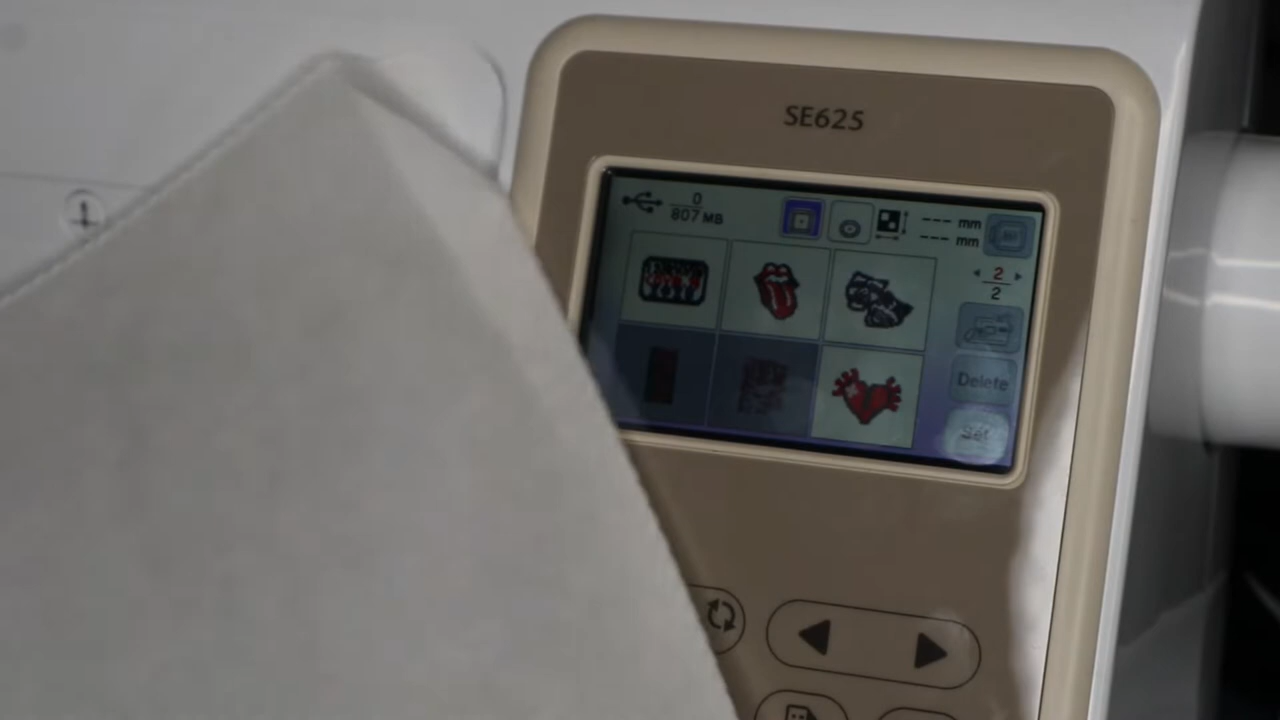 SE625
0
807 MB
--- mm
--- mm
2
2
Delete
Set